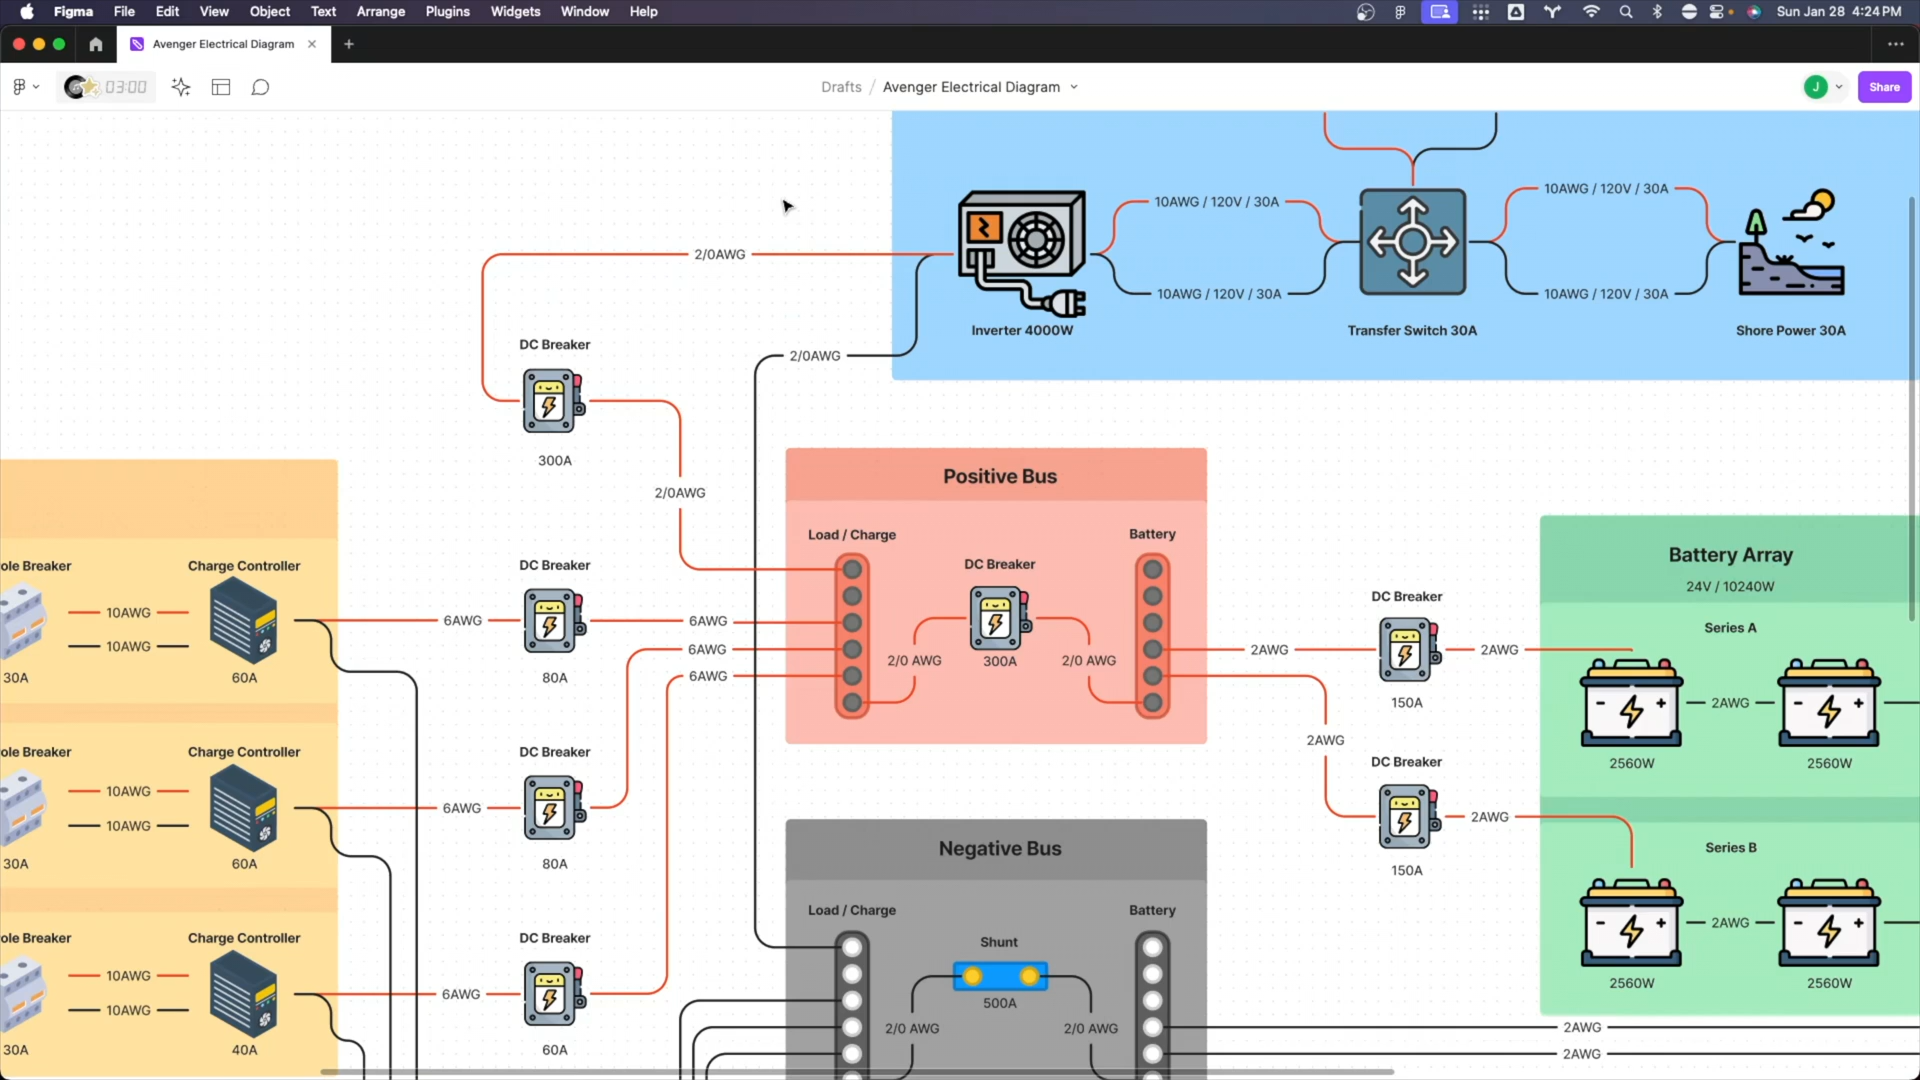 Figma File Edit View Object Text Arrange Plugins Widgets Window Help Sun Jan 28 4:24 PM
Avenger Electrical Diagram
03:00
Drafts / Avenger Electrical Diagram
J
Share
10AWG / 120V / 30A
10AWG / 120V / 30A
10AWG / 120V / 30A
10AWG / 120V / 30A
Inverter 4000W
Transfer Switch 30A
Shore Power 30A
2/0AWG
2/0AWG
DC Breaker
300A
2/0AWG
Positive Bus
Load / Charge
Battery
DC Breaker
300A
2/0 AWG
2/0 AWG
Battery Array
24V / 10240W
Series A
2AWG
2560W
2560W
Series B
2AWG
2560W
2560W
DC Breaker
2AWG
2AWG
150A
2AWG
DC Breaker
2AWG
150A
ole Breaker
Charge Controller
10AWG
10AWG
30A
60A
6AWG
DC Breaker
80A
6AWG
6AWG
6AWG
ole Breaker
Charge Controller
10AWG
10AWG
30A
60A
6AWG
DC Breaker
80A
ole Breaker
Charge Controller
10AWG
10AWG
30A
40A
6AWG
DC Breaker
60A
Negative Bus
Load / Charge
Battery
Shunt
500A
2/0 AWG
2/0 AWG
2AWG
2AWG